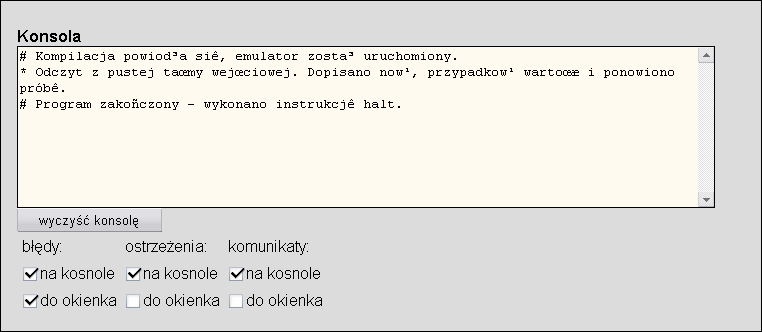 Konsola
# Kompilacja powiod³a siê, emulator zosta³ uruchomiony.
* Odczyt z pustej taœmy wejœciowej. Dopisano now¹, przypadkow¹ wartoœæ i ponowiono
próbê.
# Program zakoñczony - wykonano instrukcjê halt.
wyczyść konsolę
błędy: ostrzeżenia: komunikaty:
na kosnole na kosnole na kosnole
do okienka do okienka do okienka